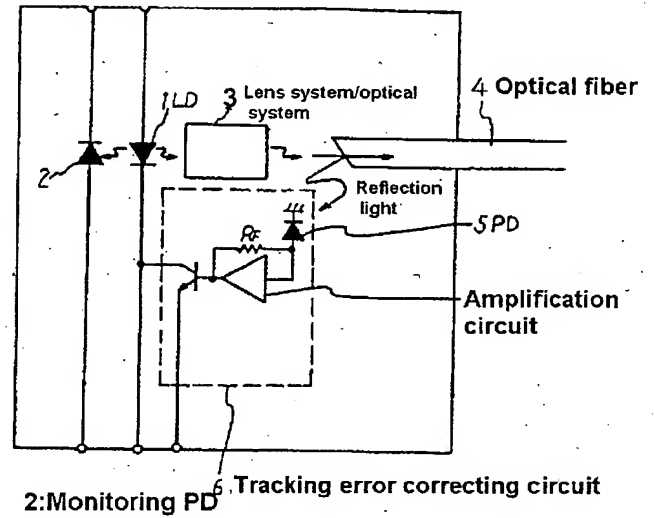 1 LD
3 Lens system/optical
system
4 Optical fiber
2
Reflection
light
RF
5 PD
Amplification
circuit
6. Tracking error correcting circuit
2:Monitoring PD